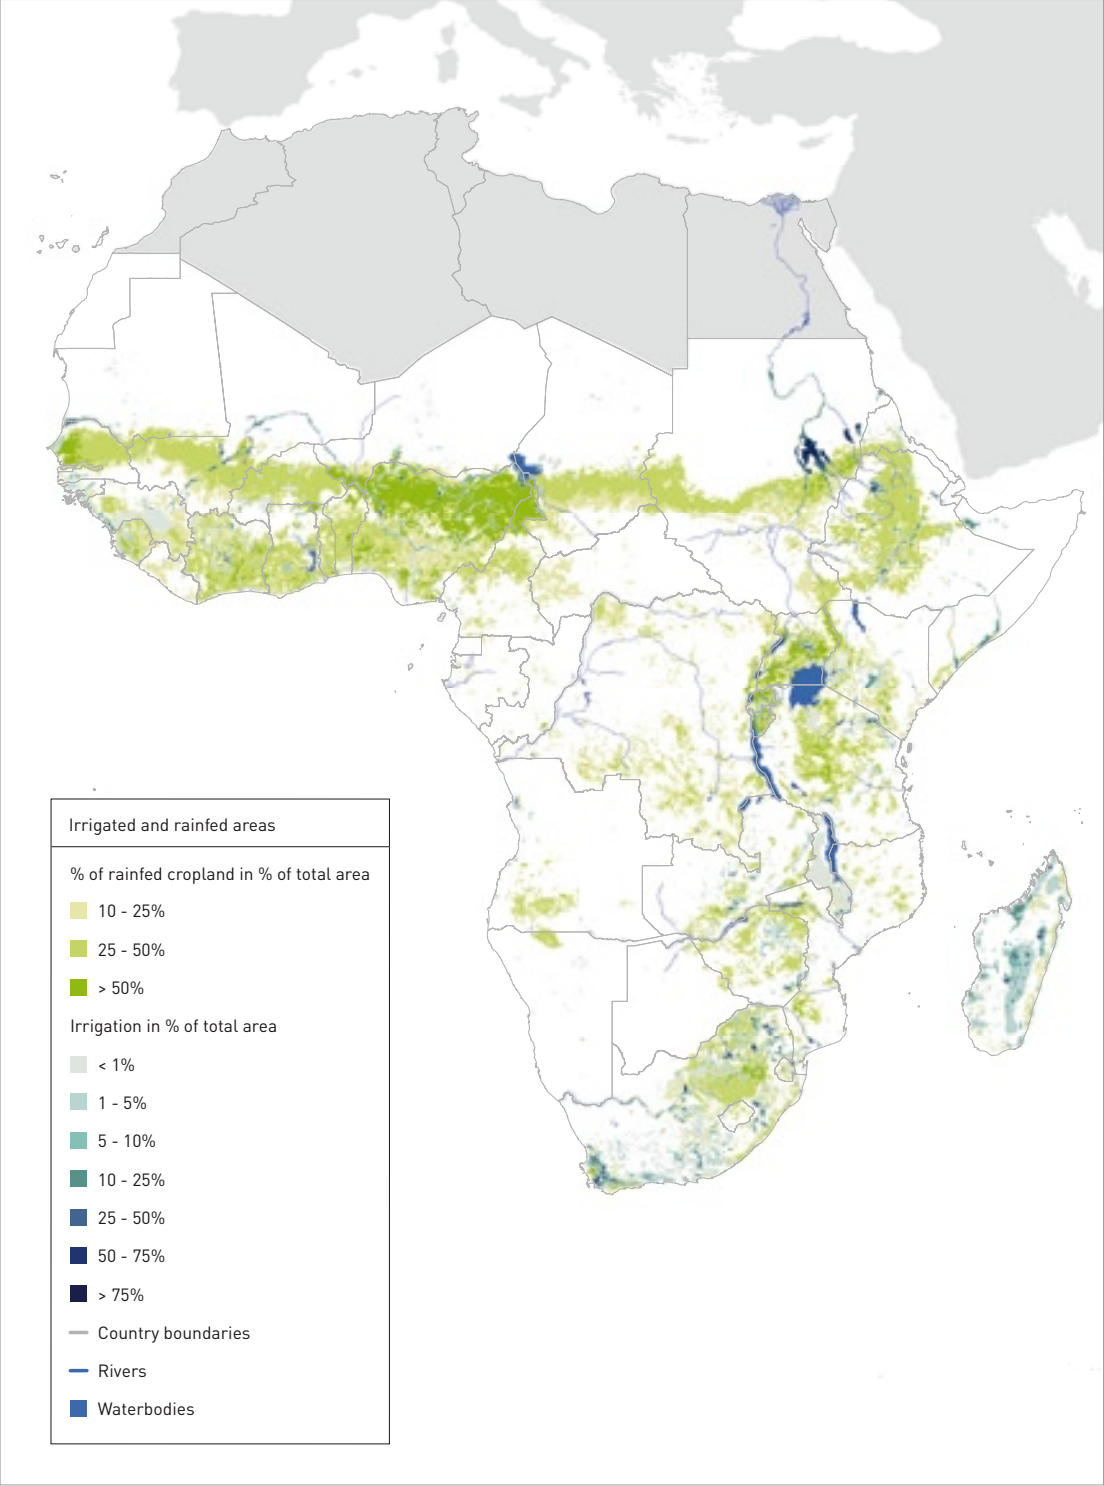 Irrigated and rainfed areas
% of rainfed cropland in % of total area
10 - 25%
25 - 50%
> 50%
Irrigation in % of total area
< 1%
1 - 5%
5 - 10%
10 - 25%
25 - 50%
50 - 75%
> 75%
Country boundaries
Rivers
Waterbodies